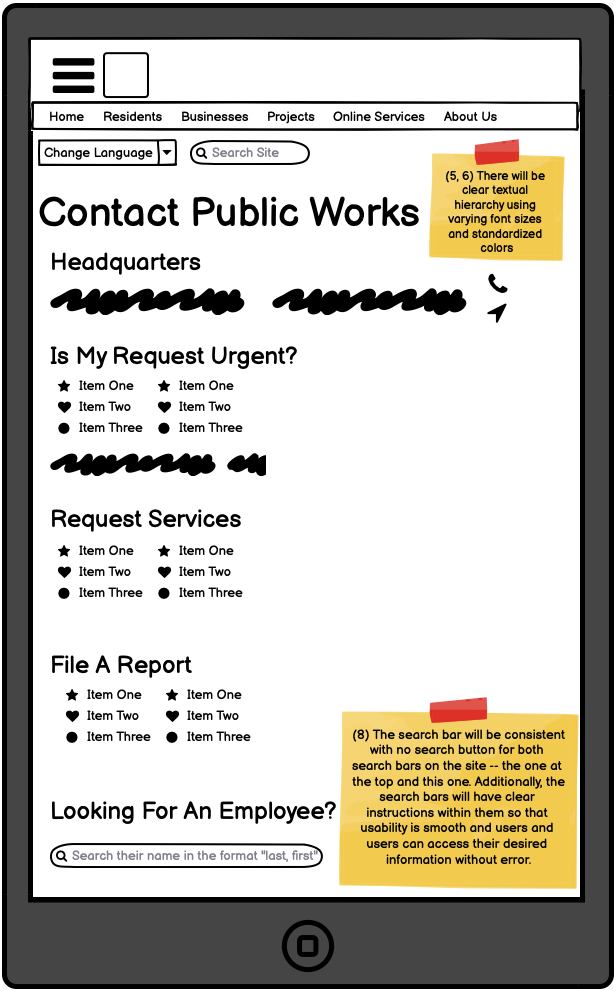 Home Residents Businesses Projects Online Services About Us
Change Language Search Site
(5, 6) There will be
clear textual
hierarchy using
varying font sizes
and standardized
colors
Contact Public Works
Headquarters
Is My Request Urgent?
Item One Item One
Item Two Item Two
Item Three Item Three
Request Services
Item One Item One
Item Two Item Two
Item Three Item Three
File A Report
Item One Item One
Item Two Item Two
Item Three Item Three
(8) The search bar will be consistent
with no search button for both
search bars on the site -- the one at
the top and this one. Additionally, the
search bars will have clear
instructions within them so that
usability is smooth and users and
users can access their desired
information without error.
Looking For An Employee?
Search their name in the format "last, first"